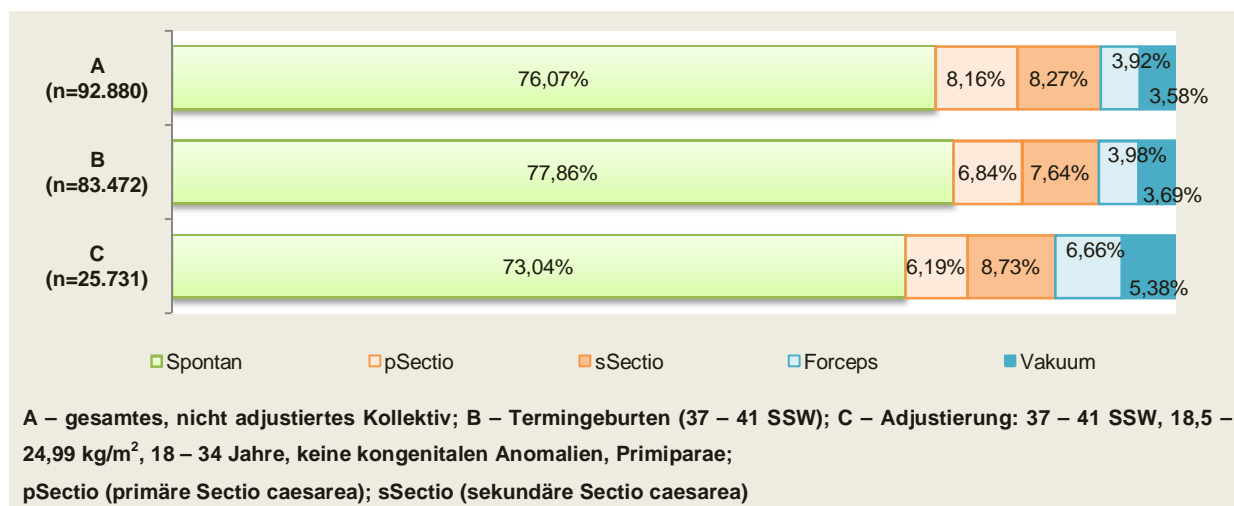 A
(n=92.880)
76,07% 8,16% 8,27% 3,92% 3,58%
B
(n=83.472)
77,86% 6,84% 7,64% 3,98% 3,69%
C
(n=25.731)
73,04% 6,19% 8,73% 6,66% 5,38%
Spontan pSectio sSectio Forceps Vakuum
A – gesamtes, nicht adjustiertes Kollektiv; B – Termingeburten (37 – 41 SSW); C – Adjustierung: 37 – 41 SSW, 18,5 –
24,99 kg/m², 18 – 34 Jahre, keine kongenitalen Anomalien, Primiparae;
pSectio (primäre Sectio caesarea); sSectio (sekundäre Sectio caesarea)